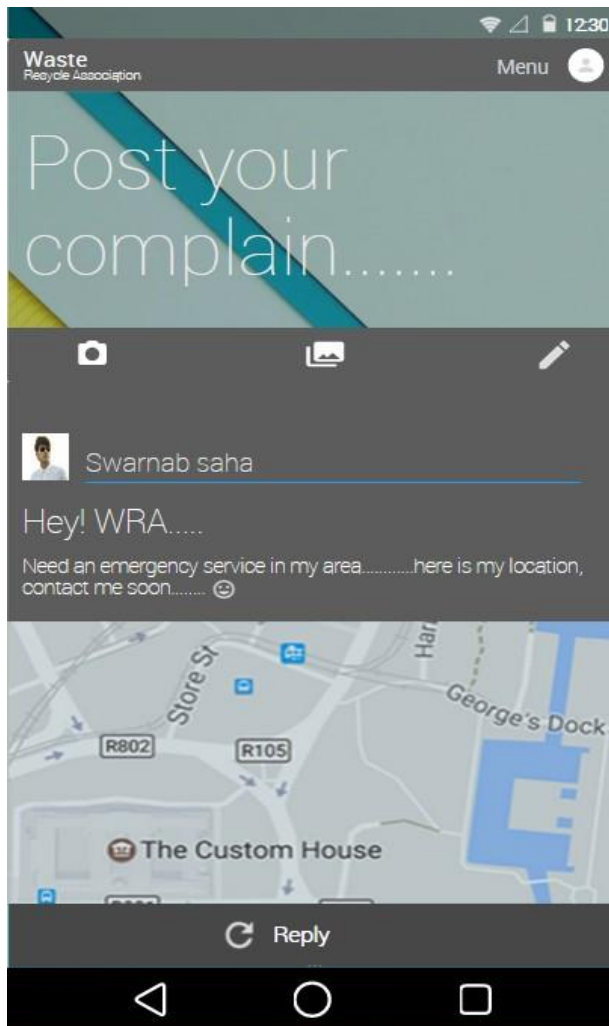 12:30
Waste
Recycle Association
Menu
Post your
complain.......
Swarnab saha
Hey! WRA.....
Need an emergency service in my area............here is my location,
contact me soon........
Store St
George's Dock
R802
R105
The Custom House
Reply